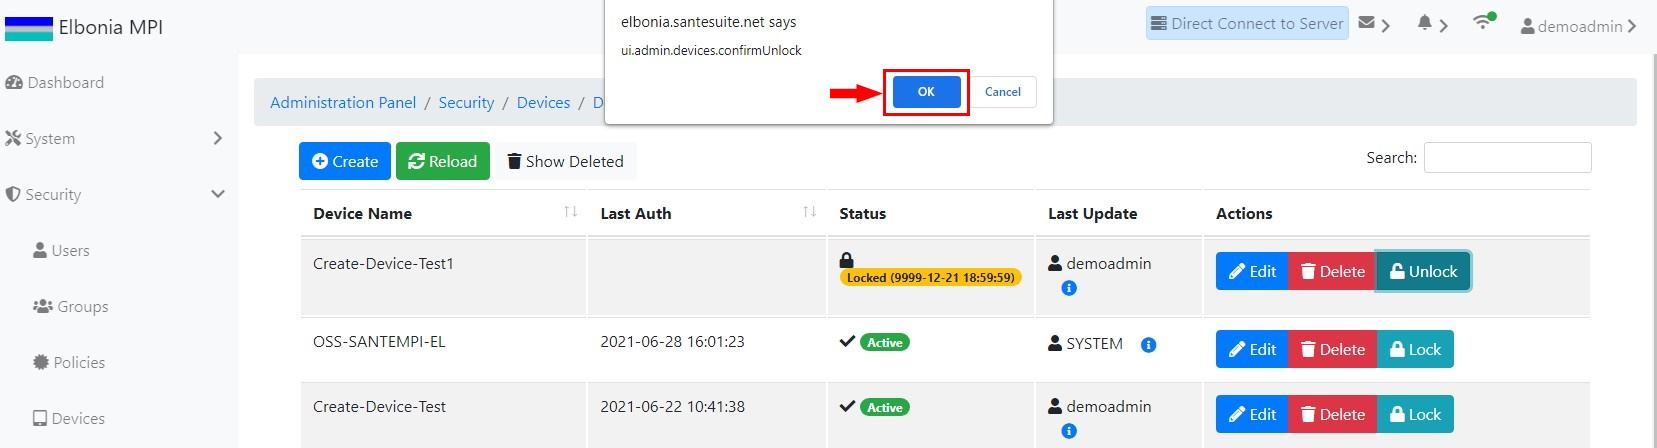 Elbonia MPI
elbonia.santesuite.net says
ui.admin.devices.confirmUnlock
OK Cancel
Direct Connect to Server
demoadmin
Dashboard
System
Security
Users
Groups
Policies
Devices
Administration Panel / Security / Devices / D
Create Reload Show Deleted
Search:
Device Name Last Auth Status Last Update Actions
Create-Device-Test1 Locked (9999-12-21 18:59:59) demoadmin Edit Delete Unlock
OSS-SANTEMPI-EL 2021-06-28 16:01:23 Active SYSTEM Edit Delete Lock
Create-Device-Test 2021-06-22 10:41:38 Active demoadmin Edit Delete Lock